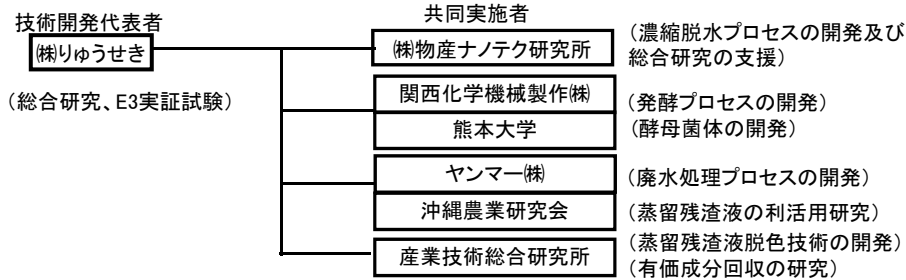 技術開発代表者
㈱りゅうせき
(総合研究、E3実証試験)
共同実施者
㈱物産ナノテク研究所
(濃縮脱水プロセスの開発及び
総合研究の支援)
関西化学機械製作㈱
(発酵プロセスの開発)
熊本大学
(酵母菌体の開発)
ヤンマー㈱
(廃水処理プロセスの開発)
沖縄農業研究会
(蒸留残渣液の利活用研究)
産業技術総合研究所
(蒸留残渣液脱色技術の開発)
(有価成分回収の研究)